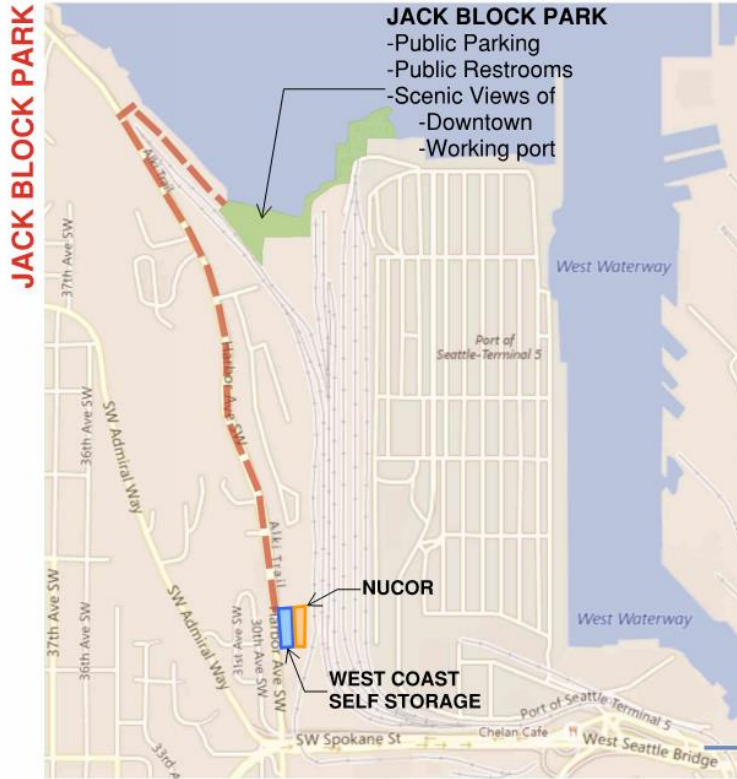 JACK BLOCK PARK
JACK BLOCK PARK
-Public Parking
-Public Restrooms
-Scenic Views of
-Downtown
-Working port
Alki Trail
37th Ave SW
36th Ave SW
SW Admiral Way
Harbor Ave SW
West Waterway
Port of
Seattle-Terminal 5
Alki Trail
NUCOR
37th Ave SW
36th Ave SW
SW Admiral Way
31st Ave SW
30th Ave SW
Harbor Ave SW
West Waterway
WEST COAST
SELF STORAGE
33rd A
SW Spokane St
Chelan Cafe
Port of Seattle Terminal 5
West Seattle Bridge